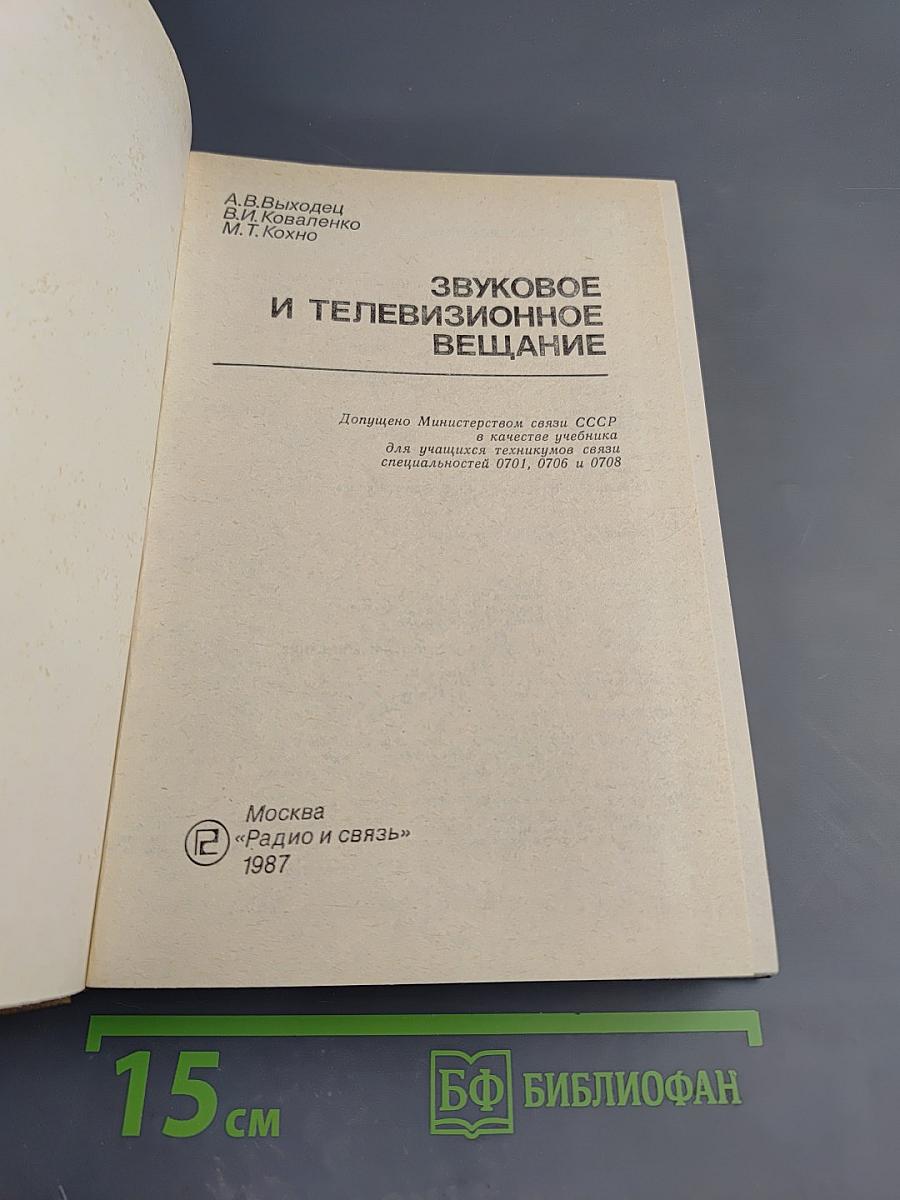 А.В.Выходец
В.И.Коваленко
М.Т.Кохно
ЗВУКОВОЕ
И ТЕЛЕВИЗИОННОЕ
ВЕЩАНИЕ
Допущено Министерством связи СССР
в качестве учебника
для учащихся техникумов связи
специальностей 0701, 0706 и 0708
Москва
«Радио и связь»
1987
15 см
БФ БИБЛИОФАН